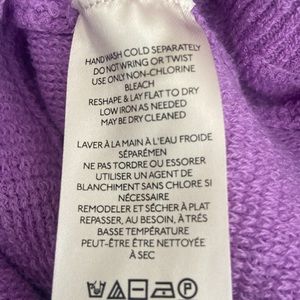 HAND WASH COLD SEPARATELY
DO NOT WRING OR TWIST
USE ONLY NON-CHLORINE
BLEACH
RESHAPE & LAY FLAT TO DRY
LOW IRON AS NEEDED
MAY BE DRY CLEANED
LAVER À LA MAIN À L'EAU FROIDE
SÉPARÉMEN
NE PAS TORDRE OU ESSORER
UTILISER UN AGENT DE
BLANCHIMENT SANS CHLORE SI
NÉCESSAIRE
REMODELER ET SÉCHER À PLAT
REPASSER, AU BESOIN, À TRÉS
BASSE TEMPÉRATURE
PEUT-ÊTRE ÊTRE NETTOYÉE
À SEC
P